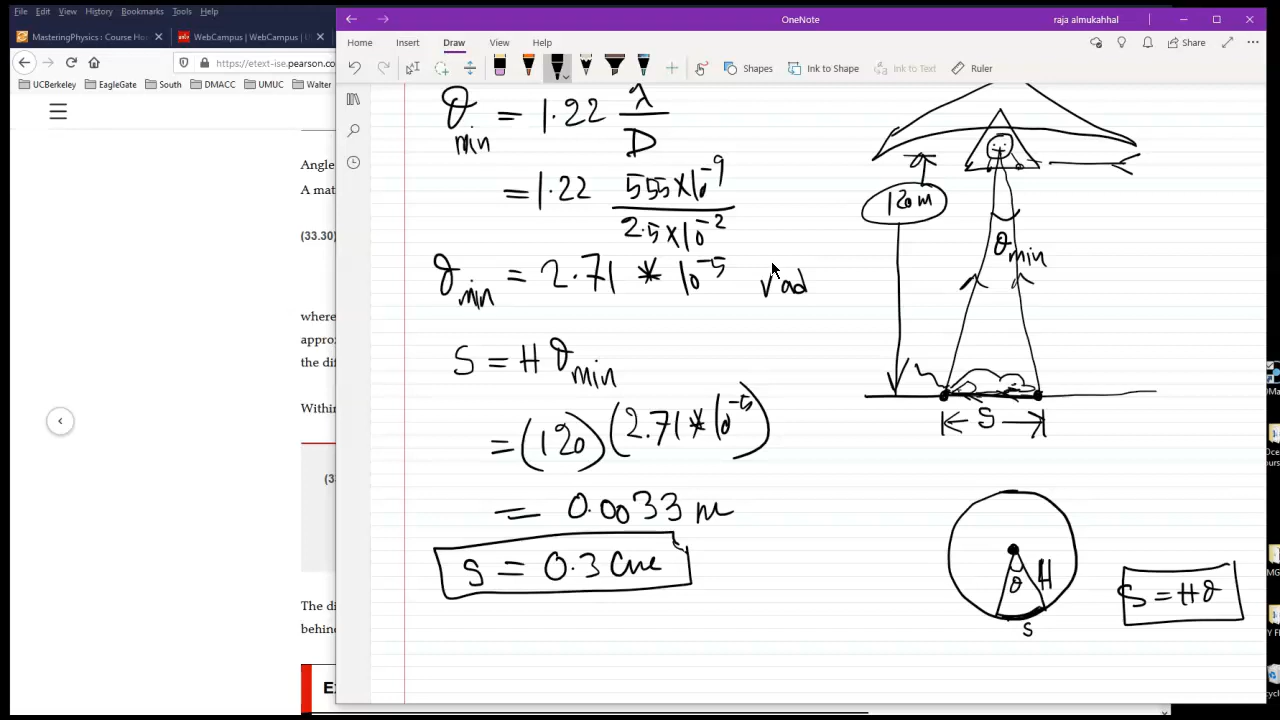 File Edit View History Bookmarks Tools Help
MasteringPhysics : Course Ho
WebCampus | WebCampus | U
https://etext-ise.pearson.co
UCBerkeley EagleGate South DMACC UMUC Walter
Angle
A mat
(33.30)
where
approx
the dif
Within
(33
The di
behin
E
OneNote
raja almukahhal
Home Insert Draw View Help
Share
Shapes Ink to Shape Ink to Text Ruler
θmin = 1.22 λ/D
= 1.22 555×10⁻⁹/2.5×10⁻²
θmin = 2.71 * 10⁻⁵ rad
S = H θmin
= (120) (2.71 * 10⁻⁵)
= 0.0033 m
S = 0.3 cm
120 m
θmin
S
θ
H
S
S = Hθ